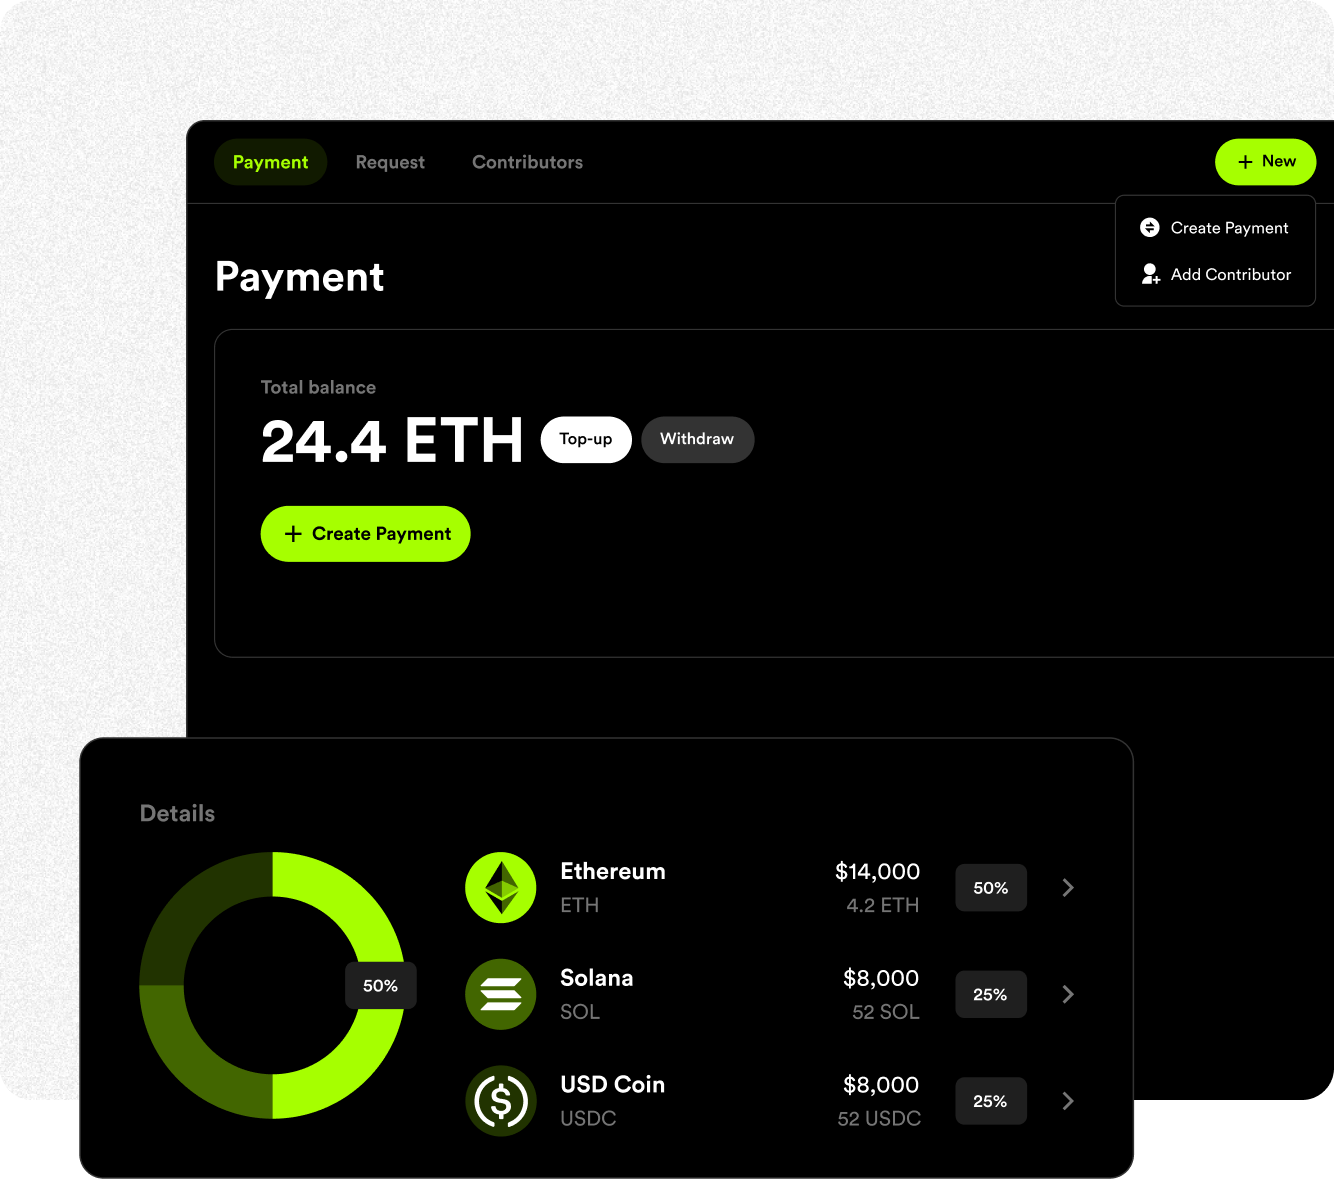 Payment Request Contributors + New
Create Payment
Add Contributor
Payment
Total balance
24.4 ETH Top-up Withdraw
+ Create Payment
Details
50%
Ethereum $14,000 50%
ETH 4.2 ETH
Solana $8,000 25%
SOL 52 SOL
USD Coin $8,000 25%
USDC 52 USDC